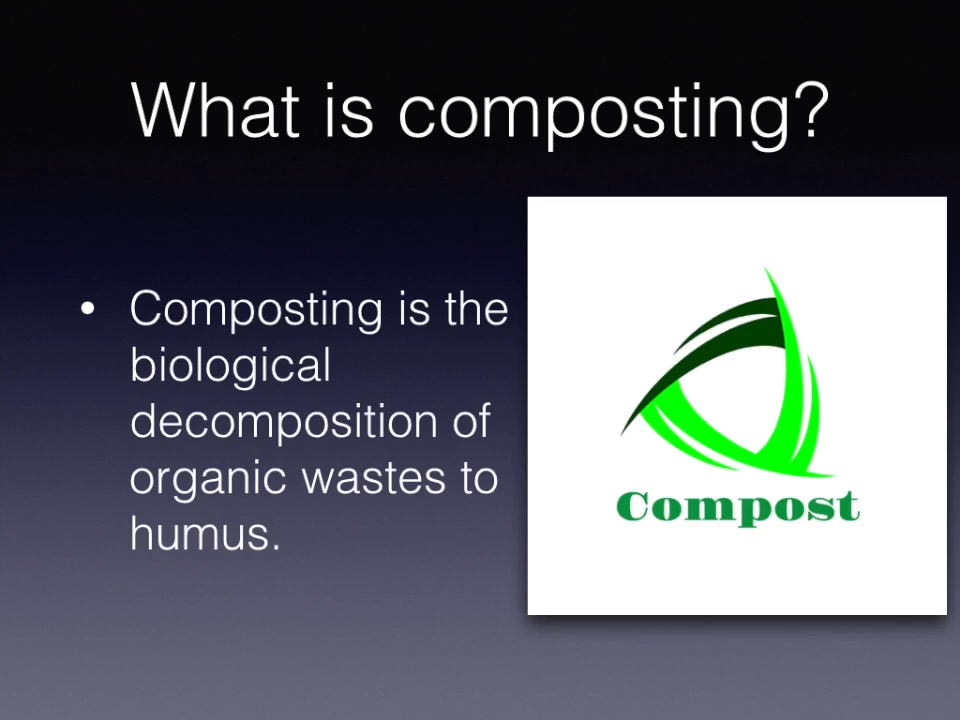 What is composting?
• Composting is the
biological
decomposition of
organic wastes to
humus.
Compost